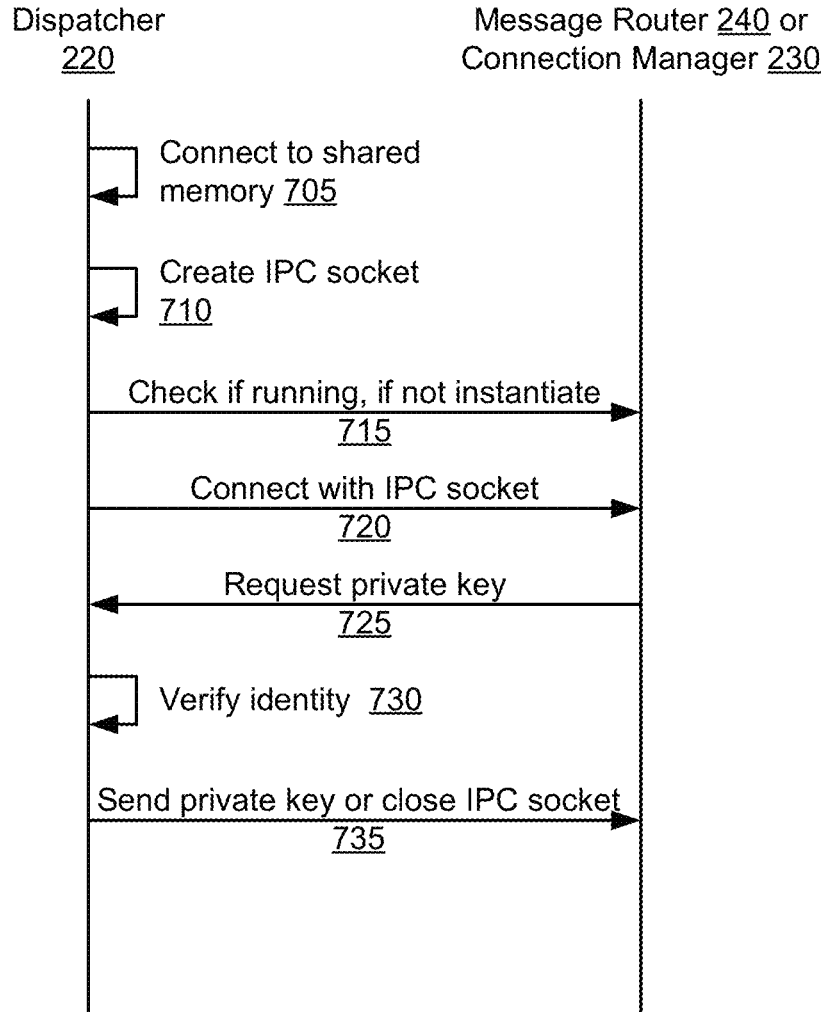 Dispatcher
220
Message Router 240 or
Connection Manager 230
Connect to shared
memory 705
Create IPC socket
710
Check if running, if not instantiate
715
Connect with IPC socket
720
Request private key
725
Verify identity 730
Send private key or close IPC socket
735